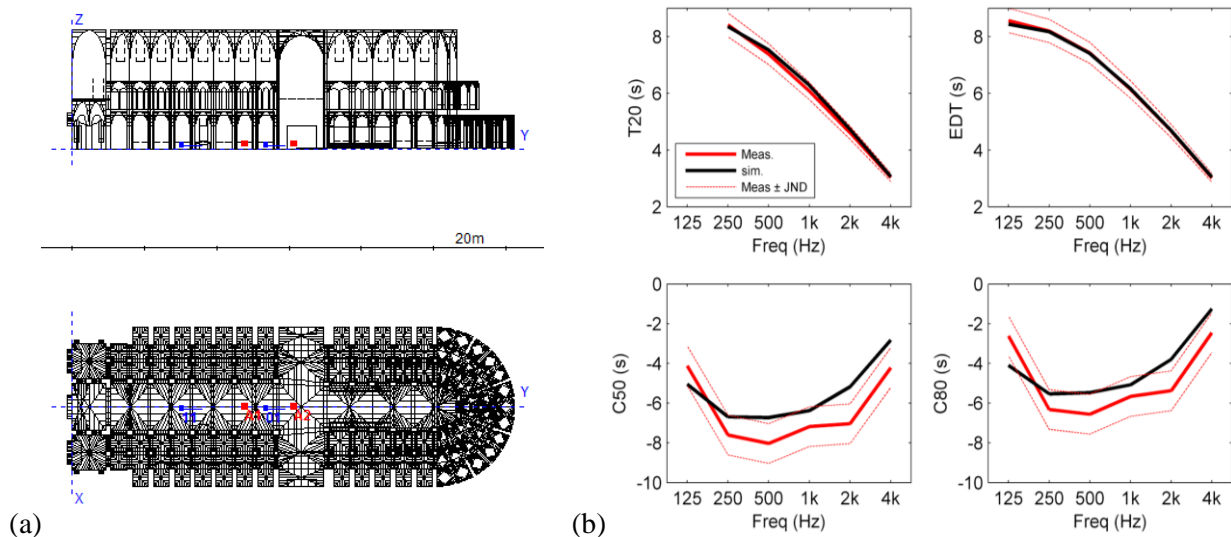 Z
Y
20m
Y
X
(a)
T20 (s)
8
6
4
2
Meas.
sim.
Meas ± JND
125 250 500 1k 2k 4k
Freq (Hz)
EDT (s)
8
6
4
2
125 250 500 1k 2k 4k
Freq (Hz)
C50 (s)
0
-2
-4
-6
-8
-10
125 250 500 1k 2k 4k
Freq (Hz)
C80 (s)
0
-2
-4
-6
-8
-10
125 250 500 1k 2k 4k
Freq (Hz)
(b)